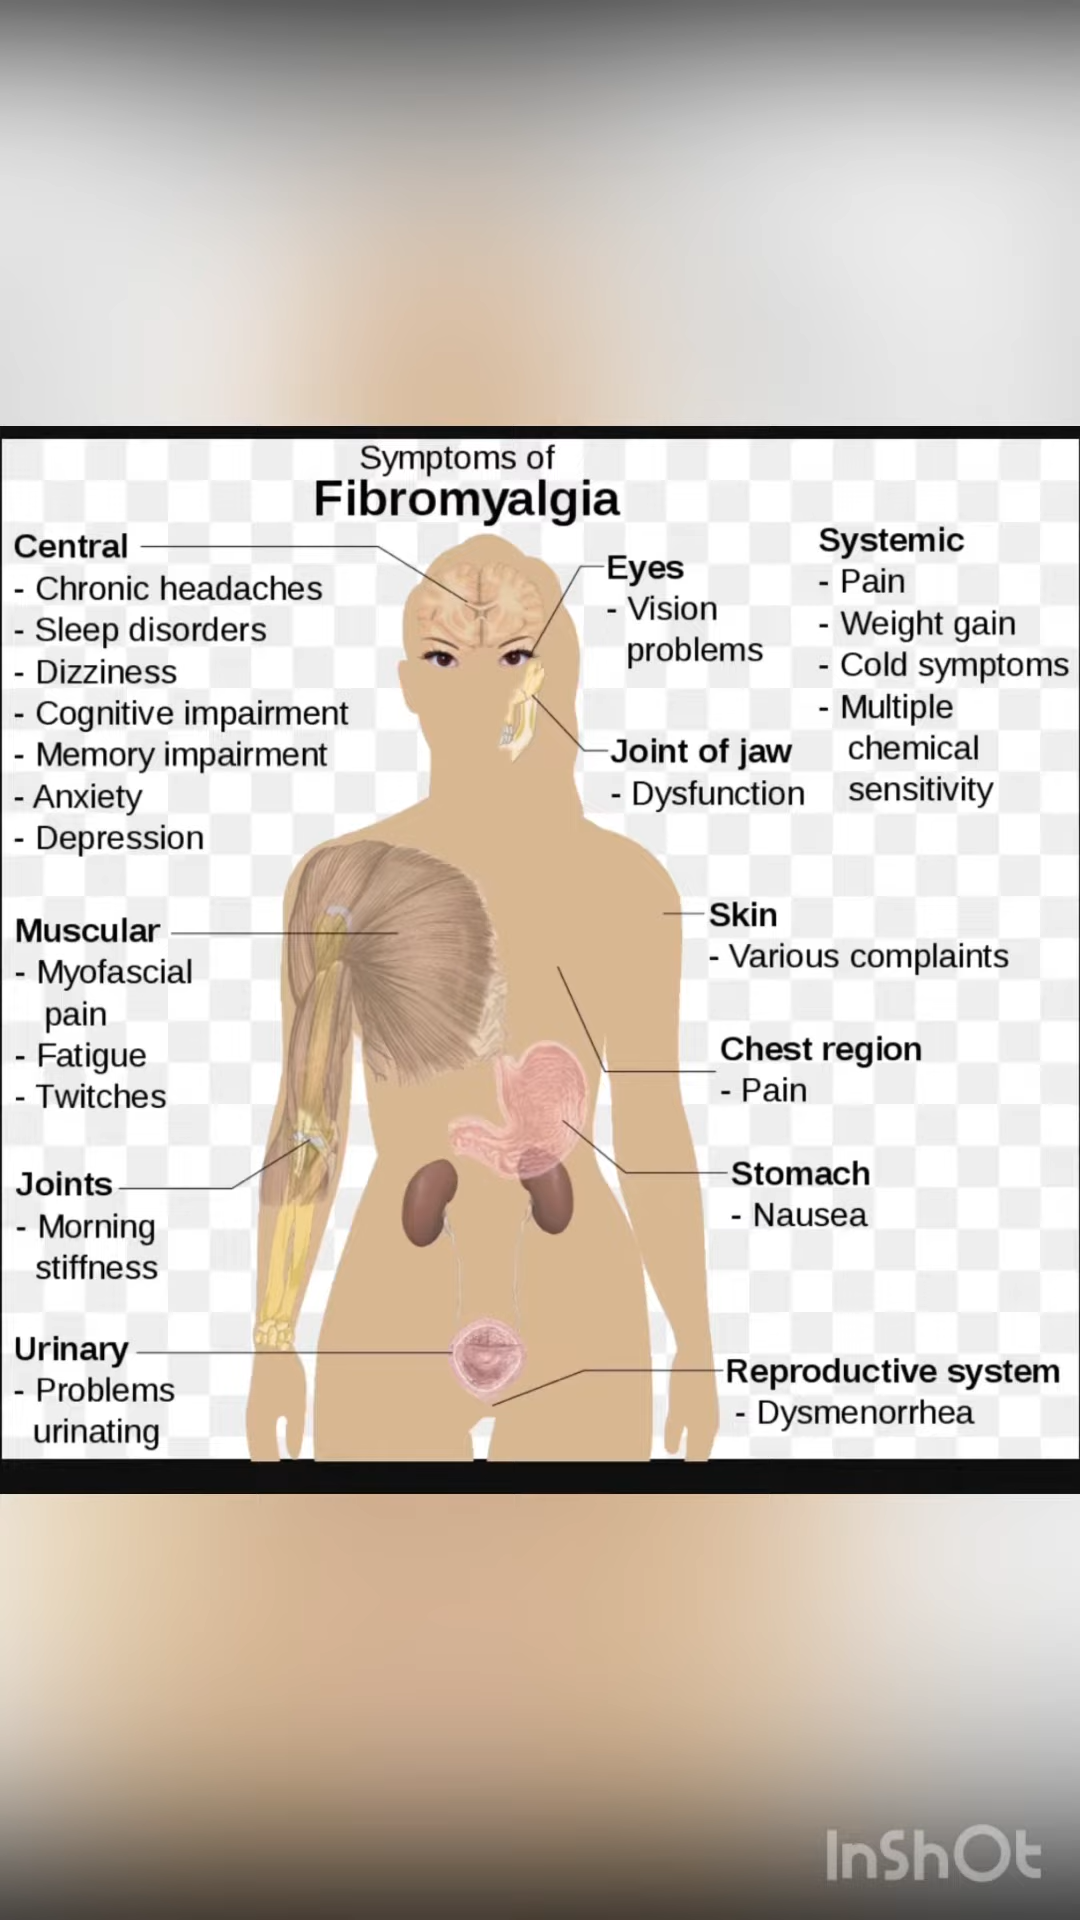 Symptoms of
Fibromyalgia
Central
- Chronic headaches
- Sleep disorders
- Dizziness
- Cognitive impairment
- Memory impairment
- Anxiety
- Depression
Eyes
- Vision
problems
Joint of jaw
- Dysfunction
Systemic
- Pain
- Weight gain
- Cold symptoms
- Multiple
chemical
sensitivity
Muscular
- Myofascial
pain
- Fatigue
- Twitches
Skin
- Various complaints
Chest region
- Pain
Joints
- Morning
stiffness
Stomach
- Nausea
Urinary
- Problems
urinating
Reproductive system
- Dysmenorrhea
InShOt